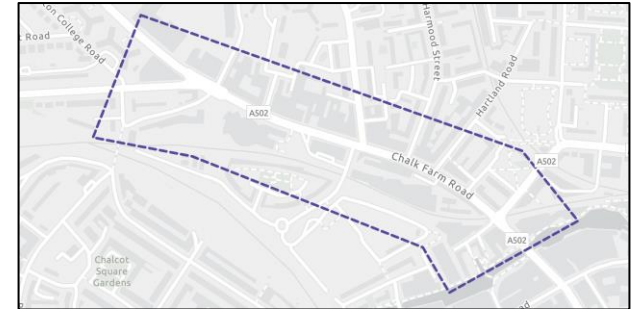 College Road
Road
Harmood Street
Hartland Road
A502
Chalk Farm Road
A502
A502
Chalcot
Square
Gardens